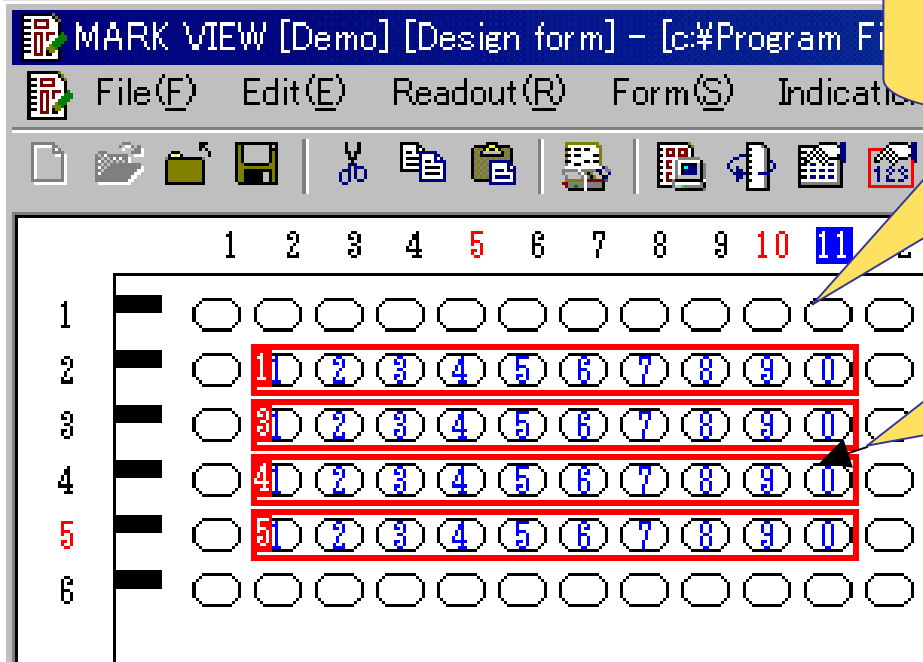 MARK VIEW [Demo] [Design form] - [c:¥Program Fi
File(F) Edit(E) Readout(R) Form(S) Indication
123
1 2 3 4 5 6 7 8 9 10 11
1
2 1 1 2 3 4 5 6 7 8 9 0
3 3 1 2 3 4 5 6 7 8 9 0
4 4 1 2 3 4 5 6 7 8 9 0
5 5 1 2 3 4 5 6 7 8 9 0
6